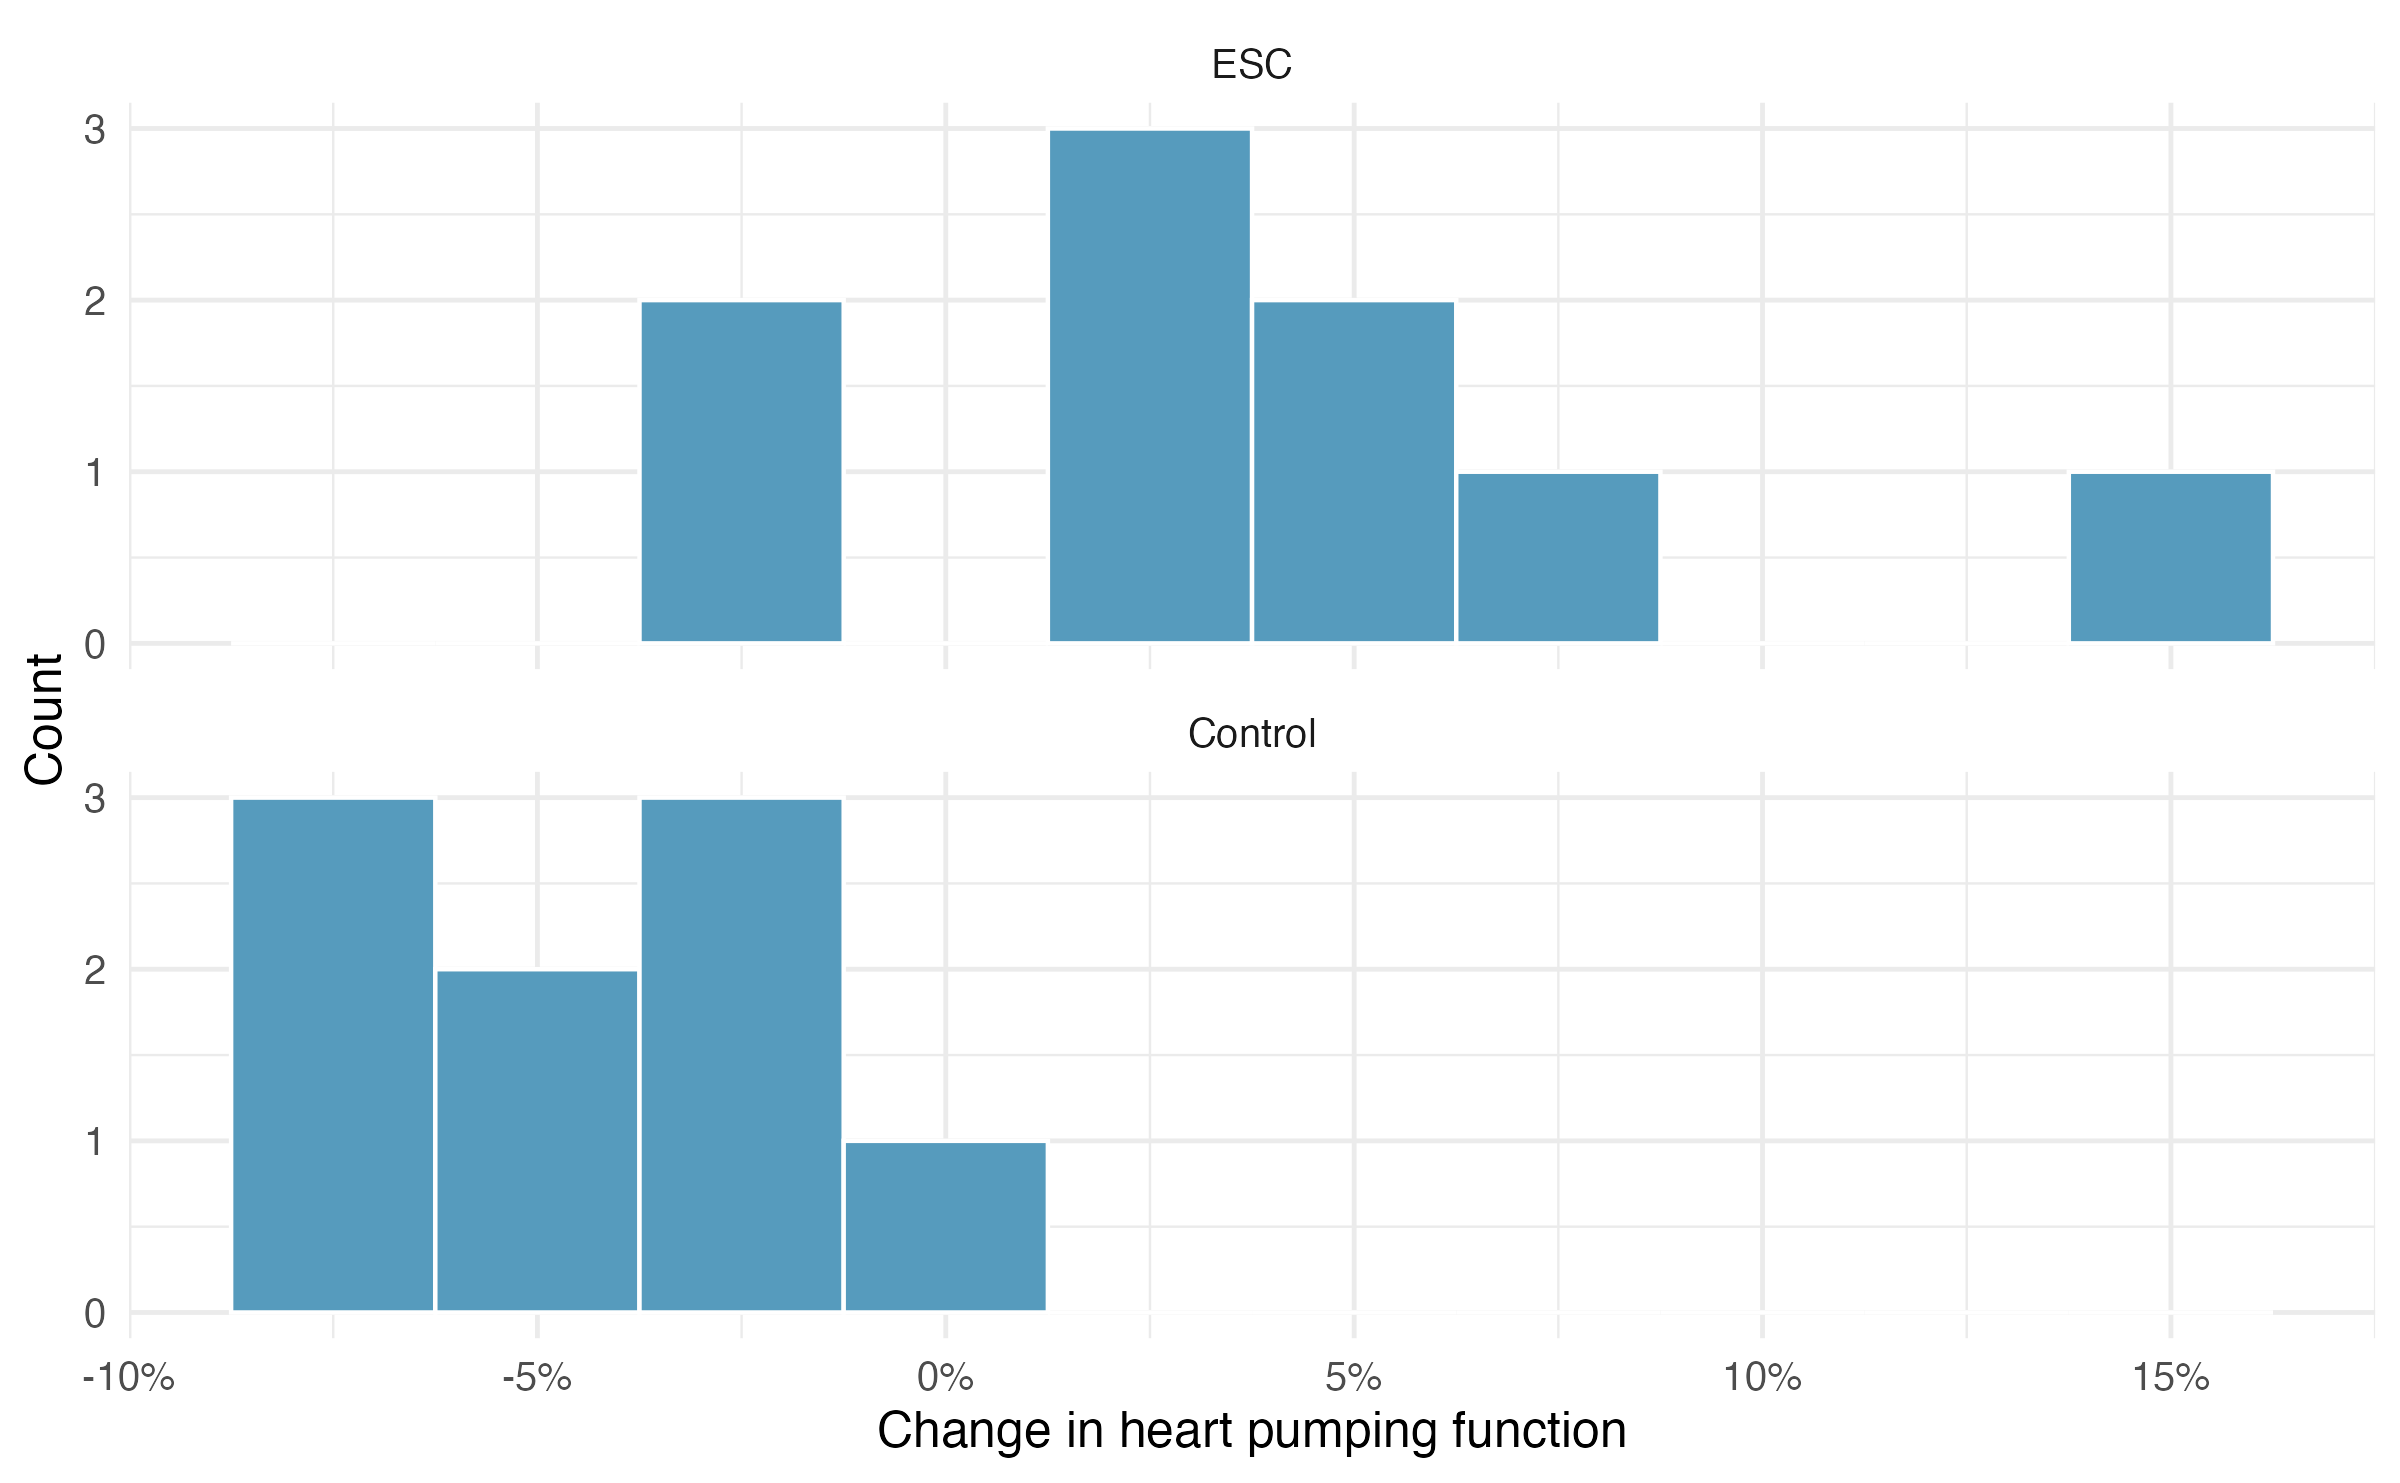 ESC
3
2
1
0
Count
Control
3
2
1
0
-10% -5% 0% 5% 10% 15%
Change in heart pumping function